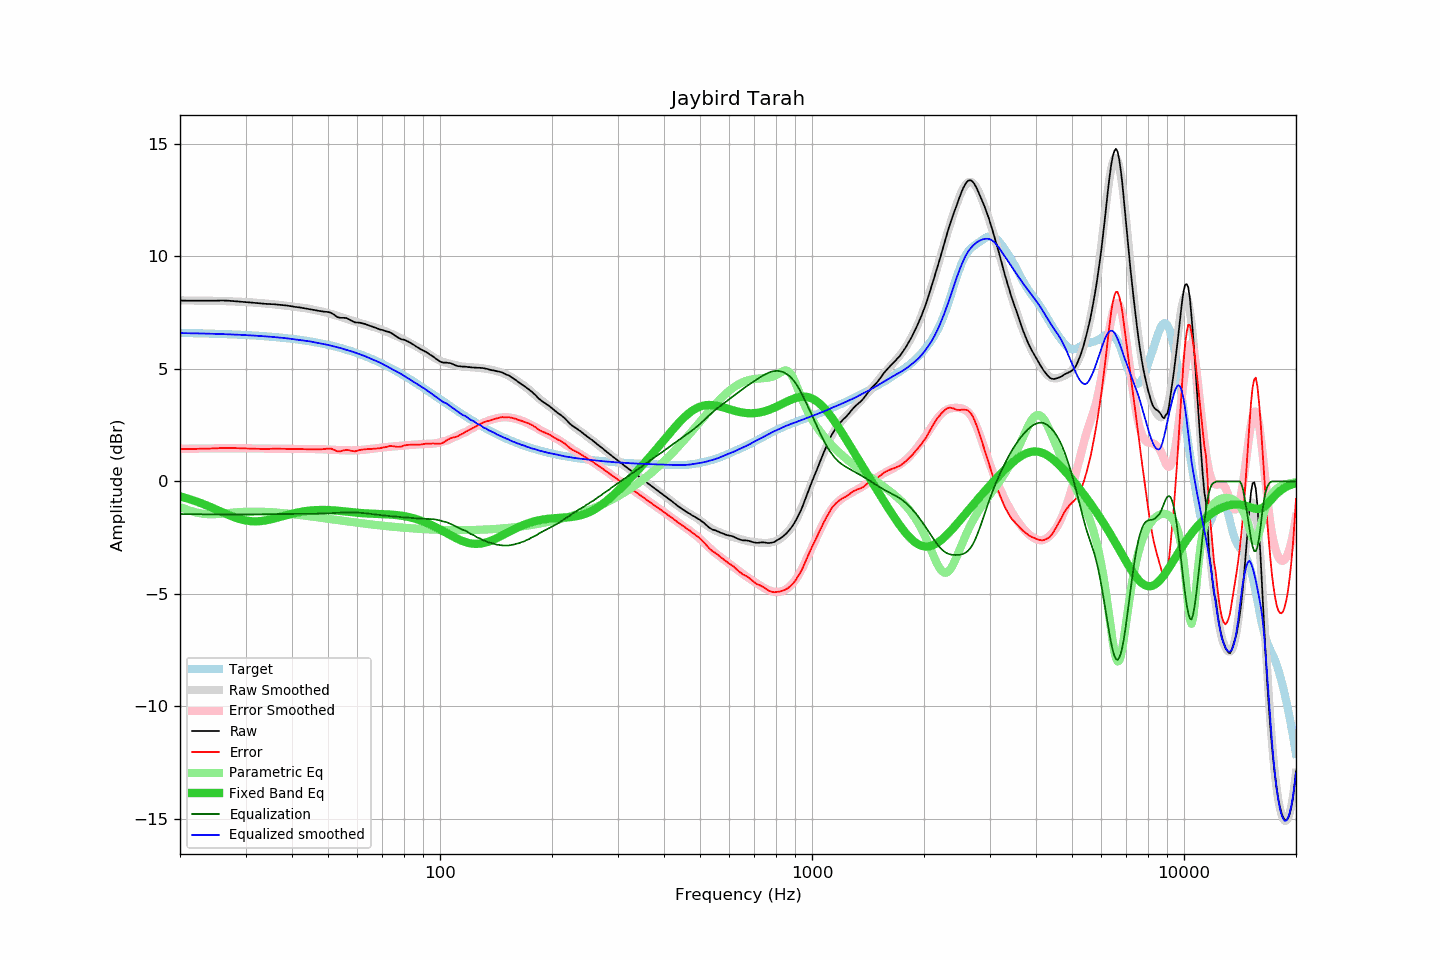 Jaybird Tarah
15
10
5
0
−5
−10
−15
Amplitude (dBr)
Target
Raw Smoothed
Error Smoothed
Raw
Error
Parametric Eq
Fixed Band Eq
Equalization
Equalized smoothed
100
1000
10000
Frequency (Hz)